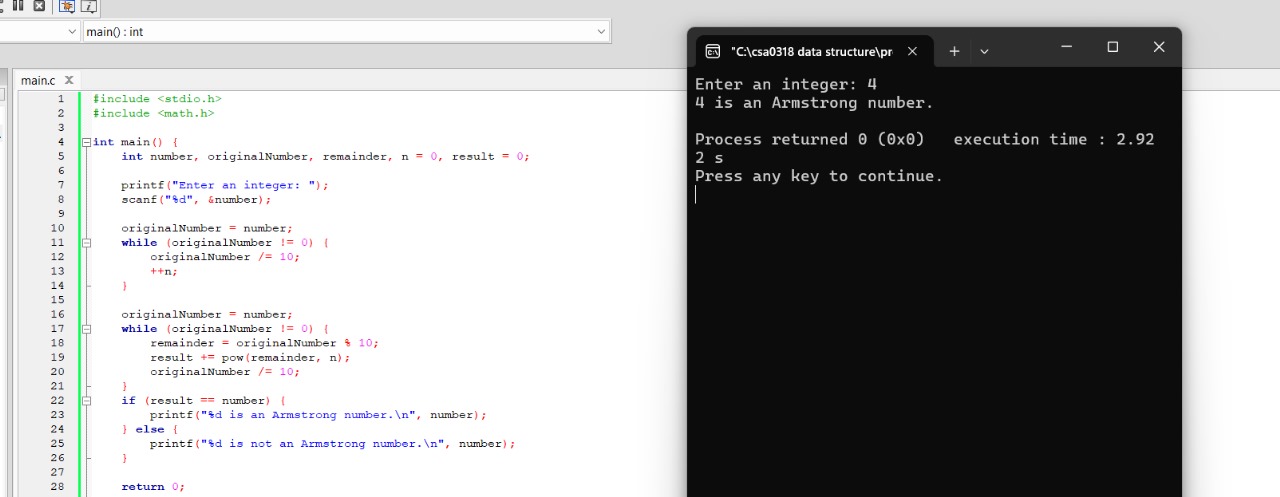 main() : int
main.c X
1 #include <stdio.h>
2 #include <math.h>
3
4 int main() {
5 int number, originalNumber, remainder, n = 0, result = 0;
6
7 printf("Enter an integer: ");
8 scanf("%d", &number);
9
10 originalNumber = number;
11 while (originalNumber != 0) {
12 originalNumber /= 10;
13 ++n;
14 }
15
16 originalNumber = number;
17 while (originalNumber != 0) {
18 remainder = originalNumber % 10;
19 result += pow(remainder, n);
20 originalNumber /= 10;
21 }
22 if (result == number) {
23 printf("%d is an Armstrong number.\n", number);
24 } else {
25 printf("%d is not an Armstrong number.\n", number);
26 }
27
28 return 0;
"C:\csa0318 data structure\pr
Enter an integer: 4
4 is an Armstrong number.
Process returned 0 (0x0)   execution time : 2.92
2 s
Press any key to continue.